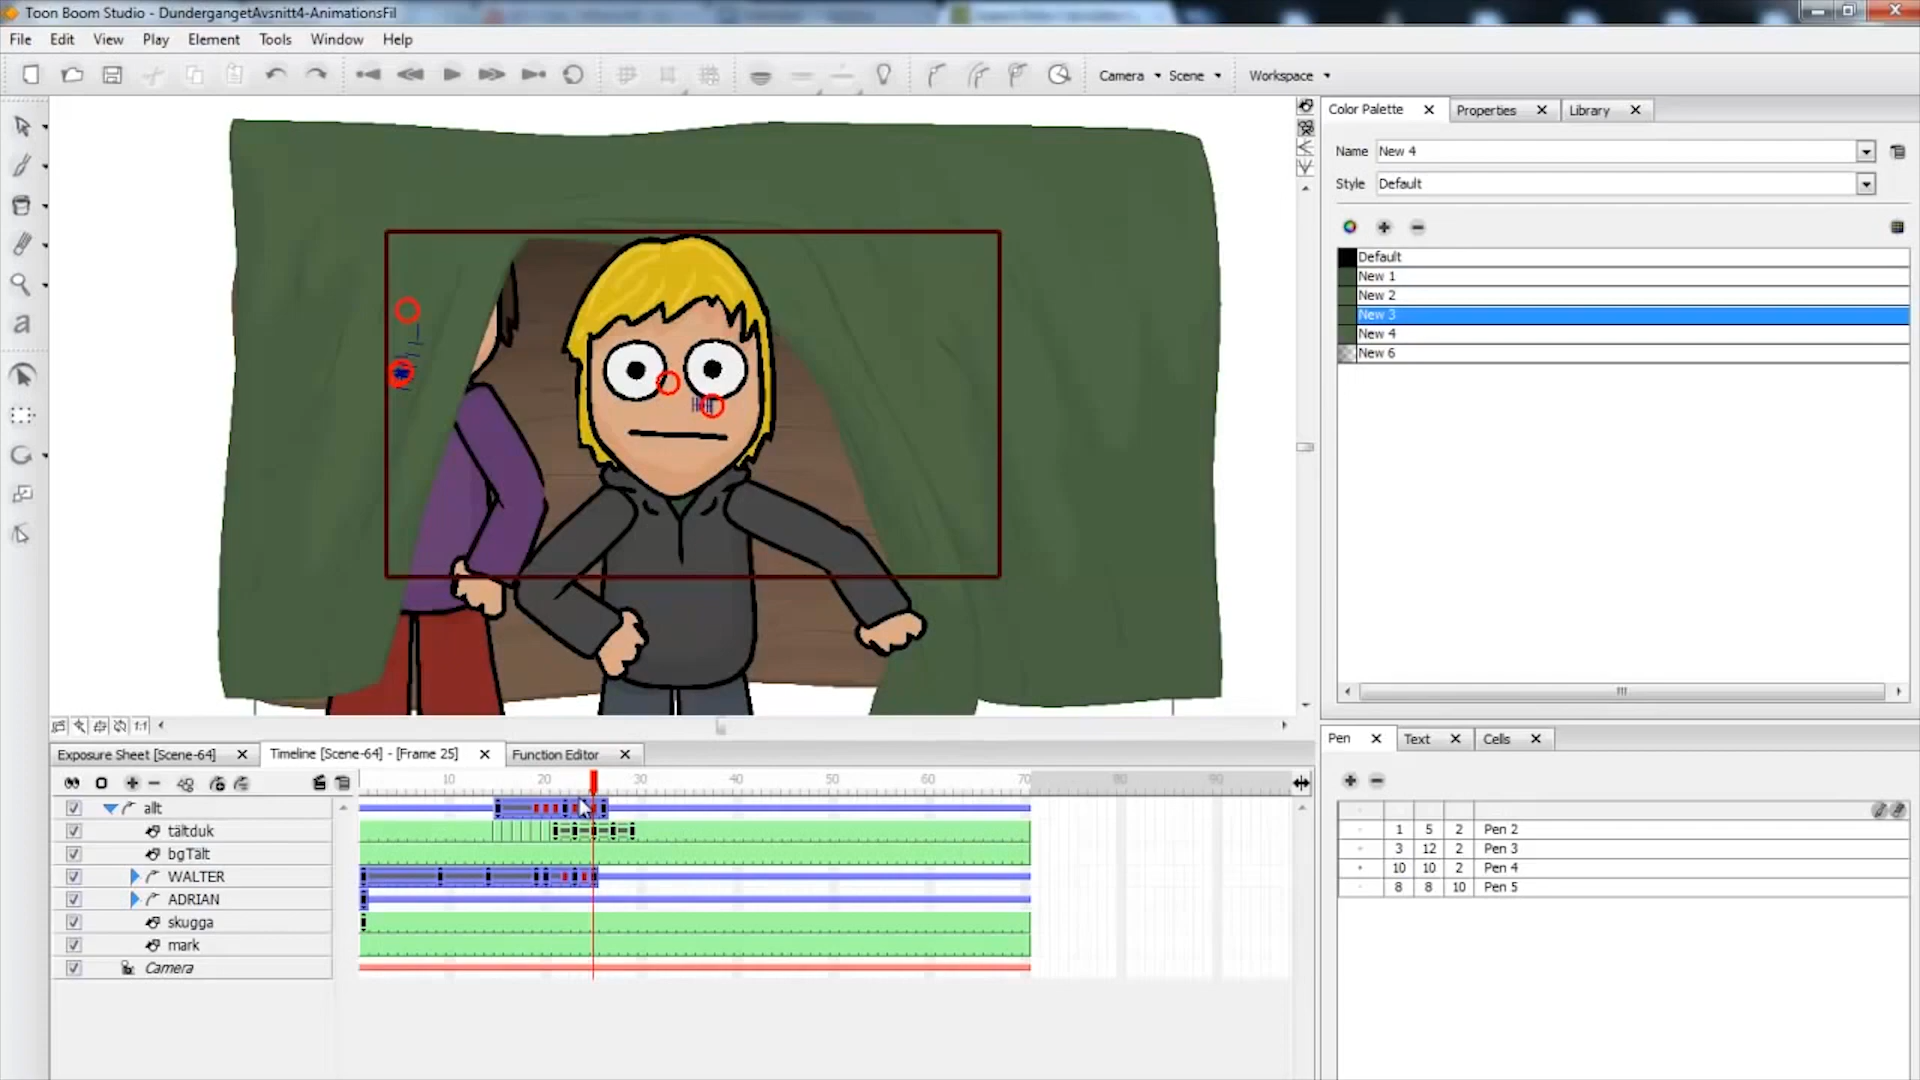 Toon Boom Studio - DundergangetAvsnitt4-AnimationsFil
File Edit View Play Element Tools Window Help
Camera Scene Workspace
Color Palette Properties Library
Name New 4
Style Default
Default
New 1
New 2
New 3
New 4
New 6
a
1:1
Exposure Sheet [Scene-64] Timeline [Scene-64] - [Frame 25] Function Editor
10 20 30 40 50 60 70 80 90
allt
tältduk
bgTält
WALTER
ADRIAN
skugga
mark
Camera
Pen Text Cells
1 5 2 Pen 2
3 12 2 Pen 3
10 10 2 Pen 4
8 8 10 Pen 5